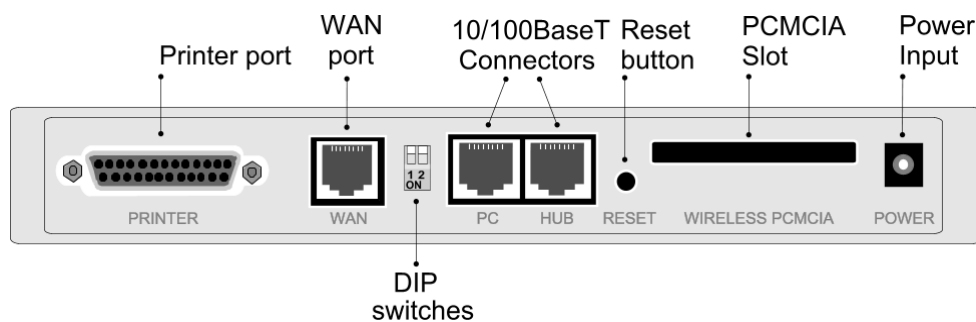 Printer port
WAN
port
10/100BaseT
Connectors
Reset
button
PCMCIA
Slot
Power
Input
1 2
ON
PRINTER
WAN
PC
HUB
RESET
WIRELESS PCMCIA
POWER
DIP
switches